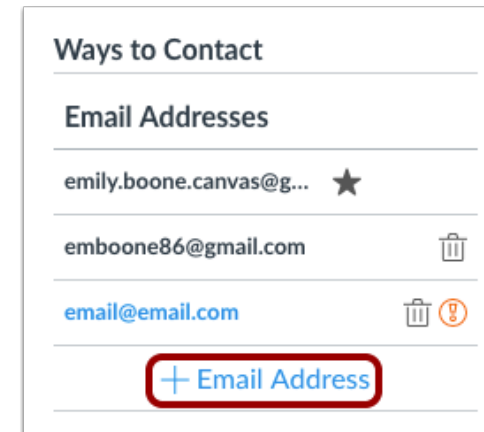 Ways to Contact
Email Addresses
emily.boone.canvas@g...
emboone86@gmail.com
email@email.com
+ Email Address